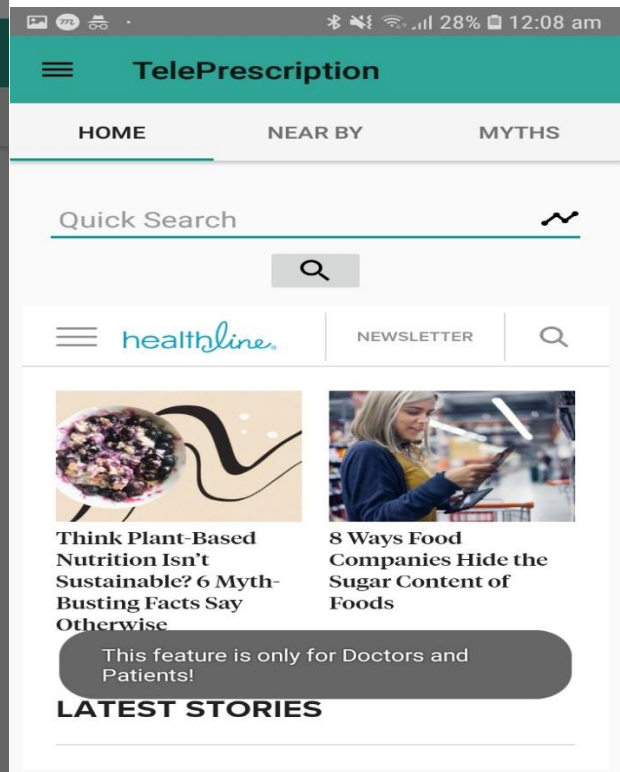 28% 12:08 am
TelePrescription
HOME NEAR BY MYTHS
Quick Search
healthline. NEWSLETTER
Think Plant-Based
Nutrition Isn't
Sustainable? 6 Myth-
Busting Facts Say
Otherwise
8 Ways Food
Companies Hide the
Sugar Content of
Foods
This feature is only for Doctors and
Patients!
LATEST STORIES